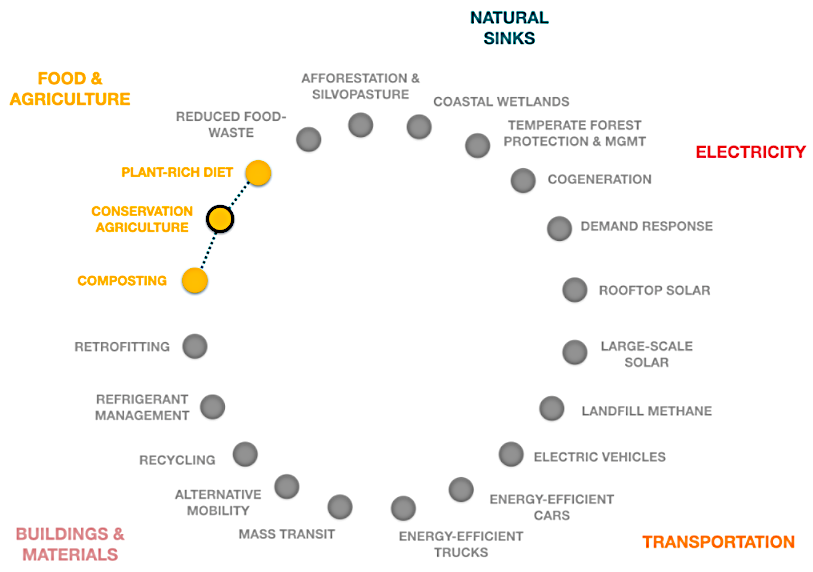 NATURAL
SINKS
FOOD &
AGRICULTURE
AFFORESTATION &
SILVOPASTURE
COASTAL WETLANDS
REDUCED FOOD-
WASTE
TEMPERATE FOREST
PROTECTION & MGMT
ELECTRICITY
PLANT-RICH DIET
COGENERATION
CONSERVATION
AGRICULTURE
DEMAND RESPONSE
COMPOSTING
ROOFTOP SOLAR
RETROFITTING
LARGE-SCALE
SOLAR
REFRIGERANT
MANAGEMENT
LANDFILL METHANE
RECYCLING
ELECTRIC VEHICLES
ALTERNATIVE
MOBILITY
ENERGY-EFFICIENT
CARS
MASS TRANSIT
ENERGY-EFFICIENT
TRUCKS
BUILDINGS &
MATERIALS
TRANSPORTATION